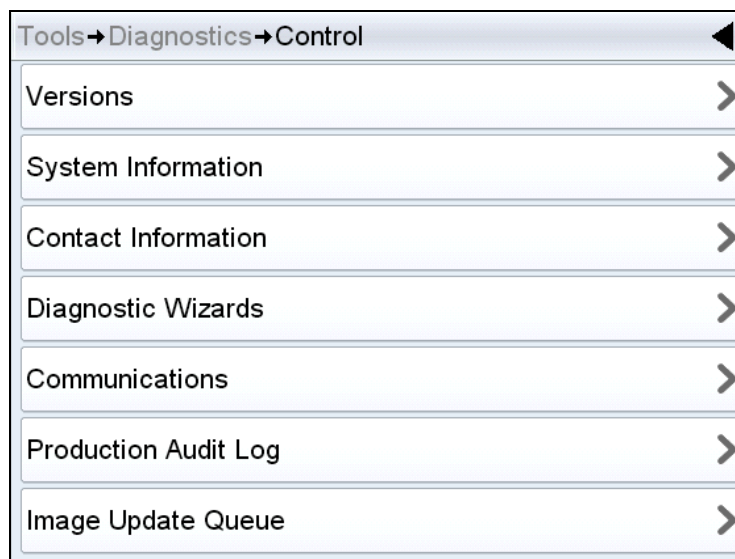 Tools→Diagnostics→Control
Versions
System Information
Contact Information
Diagnostic Wizards
Communications
Production Audit Log
Image Update Queue